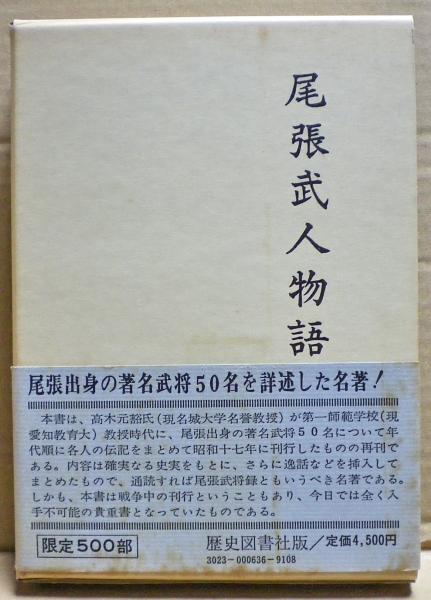 尾張武人物語
尾張出身の著名武将50名を詳述した名著!
本書は、高木元豁氏(現名城大学名誉教授)が第一師範学校(現
愛知教育大)教授時代に、尾張出身の著名武将50名について年
代順に各人の伝記をまとめて昭和十七年に刊行したものの再刊で
ある。内容は確実なる史実をもとに、さらに逸話などを挿入して
まとめたもので、通読すれば尾張武将録ともいうべき名著である。
しかも、本書は戦争中の刊行ということもあり、今日では全く入
手不可能の貴重書となっていたものである。
限定500部
歴史図書社版/定価4,500円
3023-000636-9108